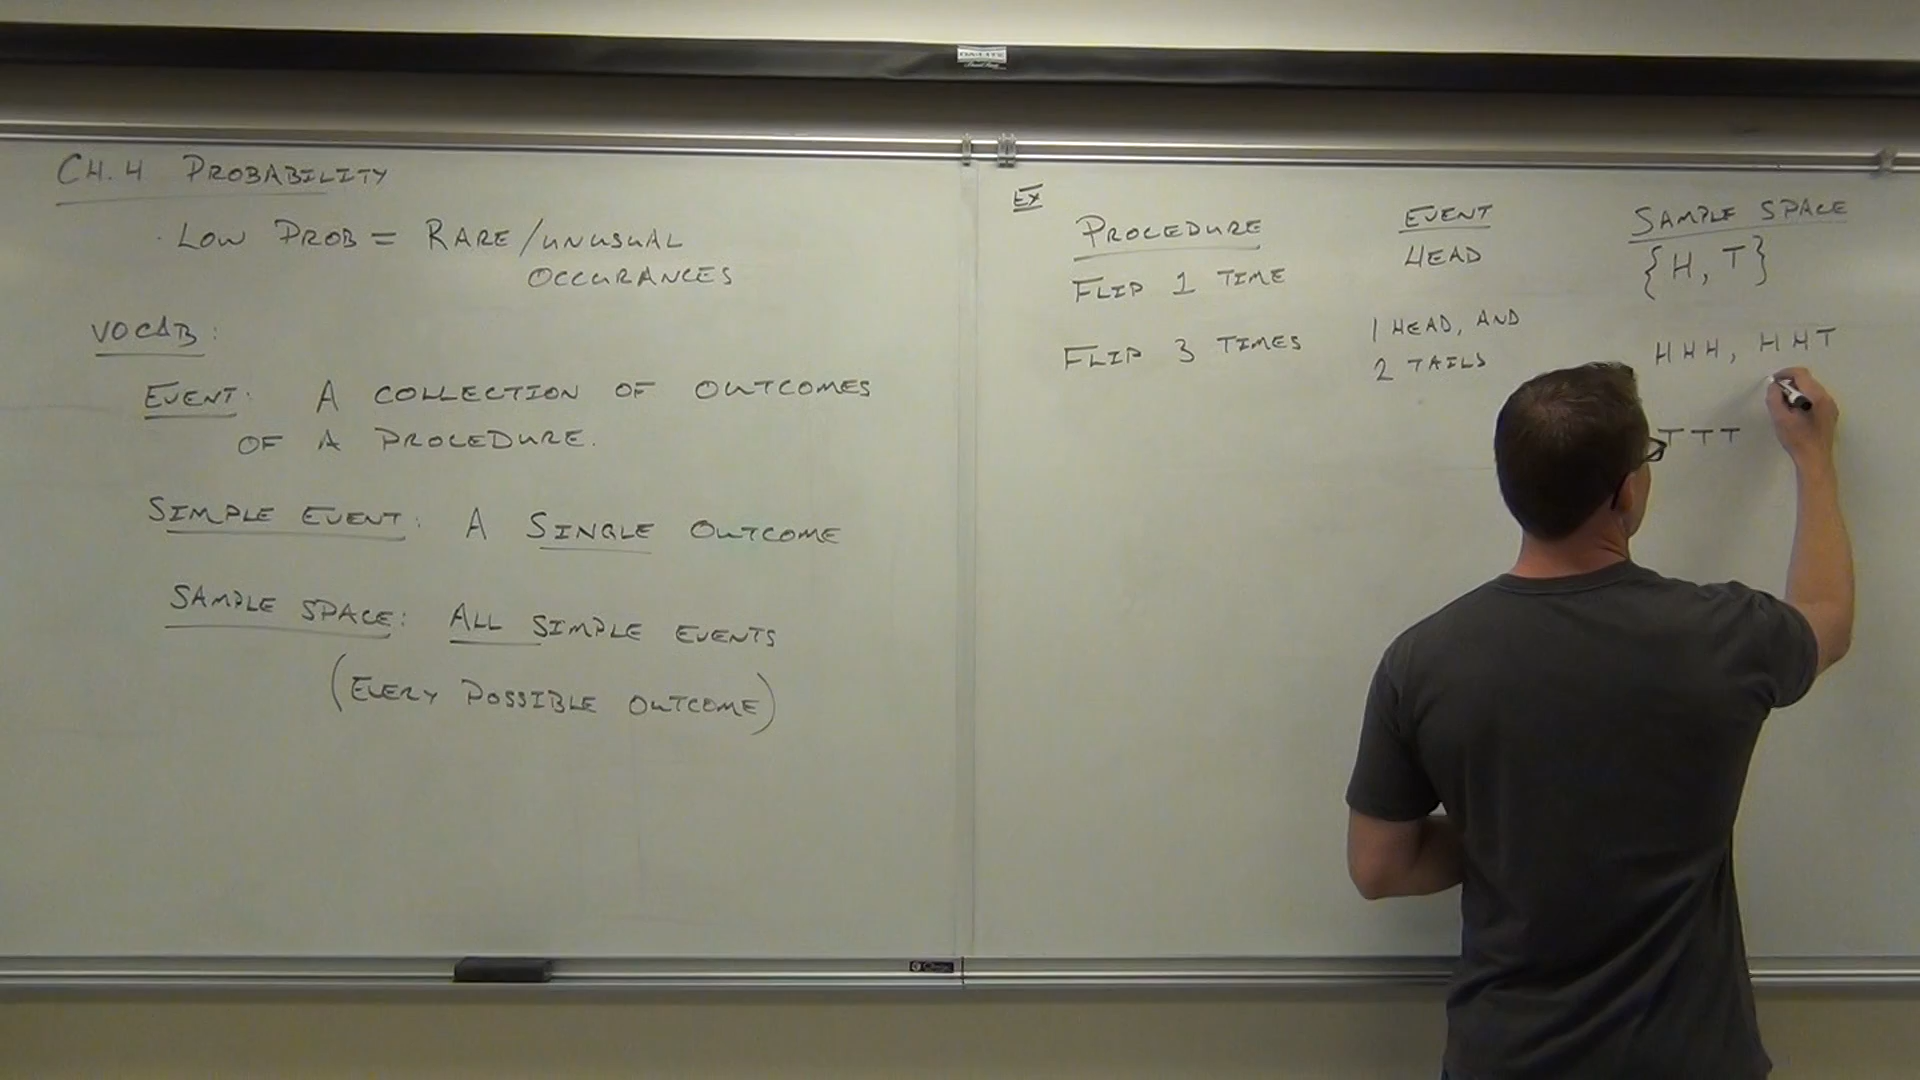 DA-LITE
CH.4 PROBABILITY
· LOW PROB = RARE/UNUSUAL
OCCURANCES
VOCAB:
EVENT: A COLLECTION OF OUTCOMES
OF A PROCEDURE.
SIMPLE EVENT: A SINGLE OUTCOME
SAMPLE SPACE: ALL SIMPLE EVENTS
(EVERY POSSIBLE OUTCOME)
EX
PROCEDURE EVENT SAMPLE SPACE
FLIP 1 TIME HEAD {H, T}
FLIP 3 TIMES 1 HEAD, AND HHH, HHT
2 TAILS
TTT